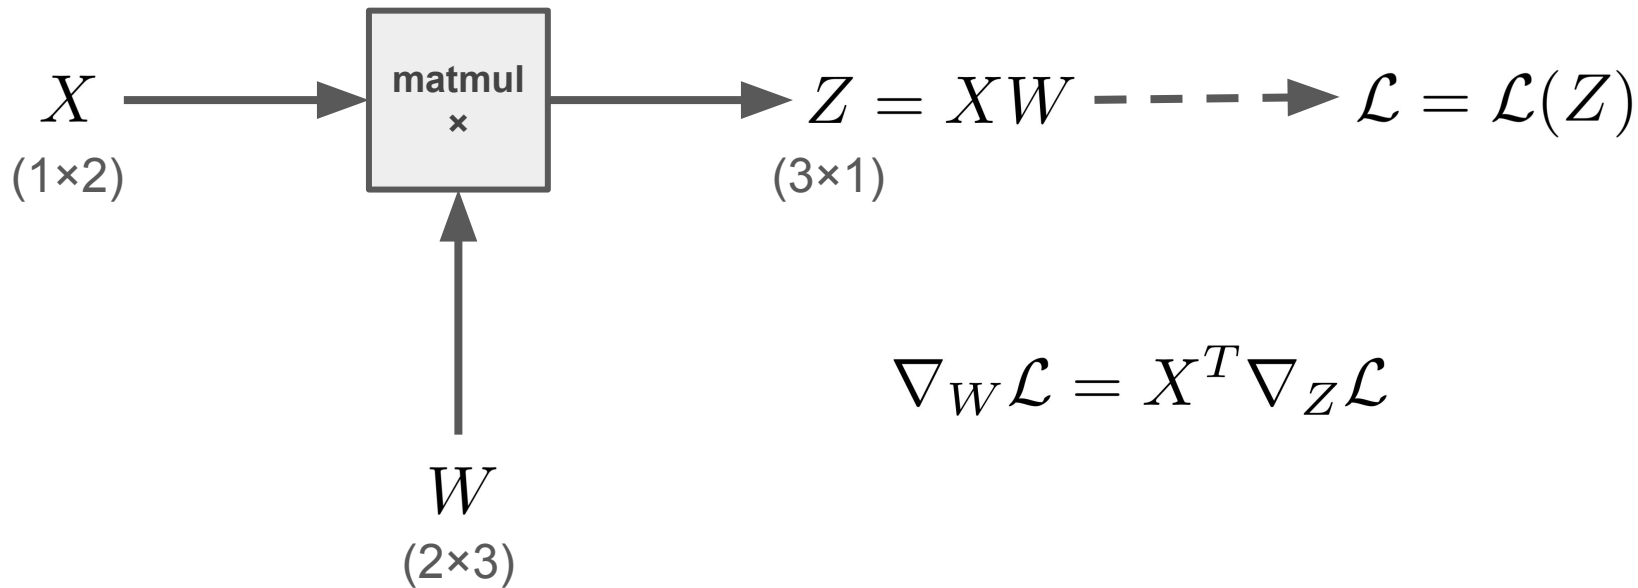 X
(1×2)
matmul
×
Z = XW
(3×1)
ℒ = ℒ(Z)
∇_W ℒ = X^T ∇_Z ℒ
W
(2×3)